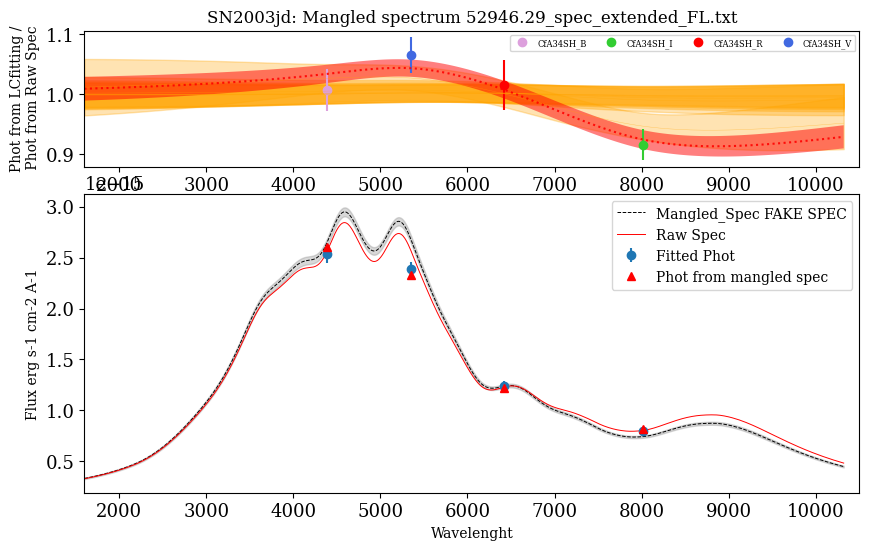 SN2003jd: Mangled spectrum 52946.29_spec_extended_FL.txt
Phot from LCfitting /
Phot from Raw Spec
1.1
1.0
0.9
CfA34SH_B
CfA34SH_I
CfA34SH_R
CfA34SH_V
2000 3000 4000 5000 6000 7000 8000 9000 10000
1e−15
Flux erg s-1 cm-2 A-1
3.0
2.5
2.0
1.5
1.0
0.5
Mangled_Spec FAKE SPEC
Raw Spec
Fitted Phot
Phot from mangled spec
2000 3000 4000 5000 6000 7000 8000 9000 10000
Wavelenght